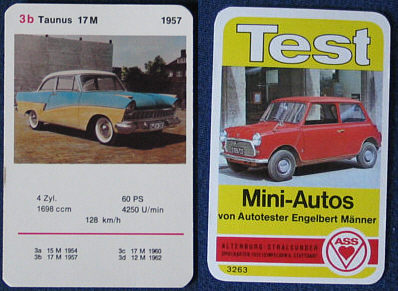 3b Taunus 17 M 1957
4 Zyl. 60 PS
1698 ccm 4250 U/min
128 km/h
3a 15 M 1954 3c 17 M 1960
3b 17 M 1957 3d 12 M 1962
Test
Mini-Autos
von Autotester Engelbert Männer
ALTENBURG-STRALSUNDER
ASS
3263